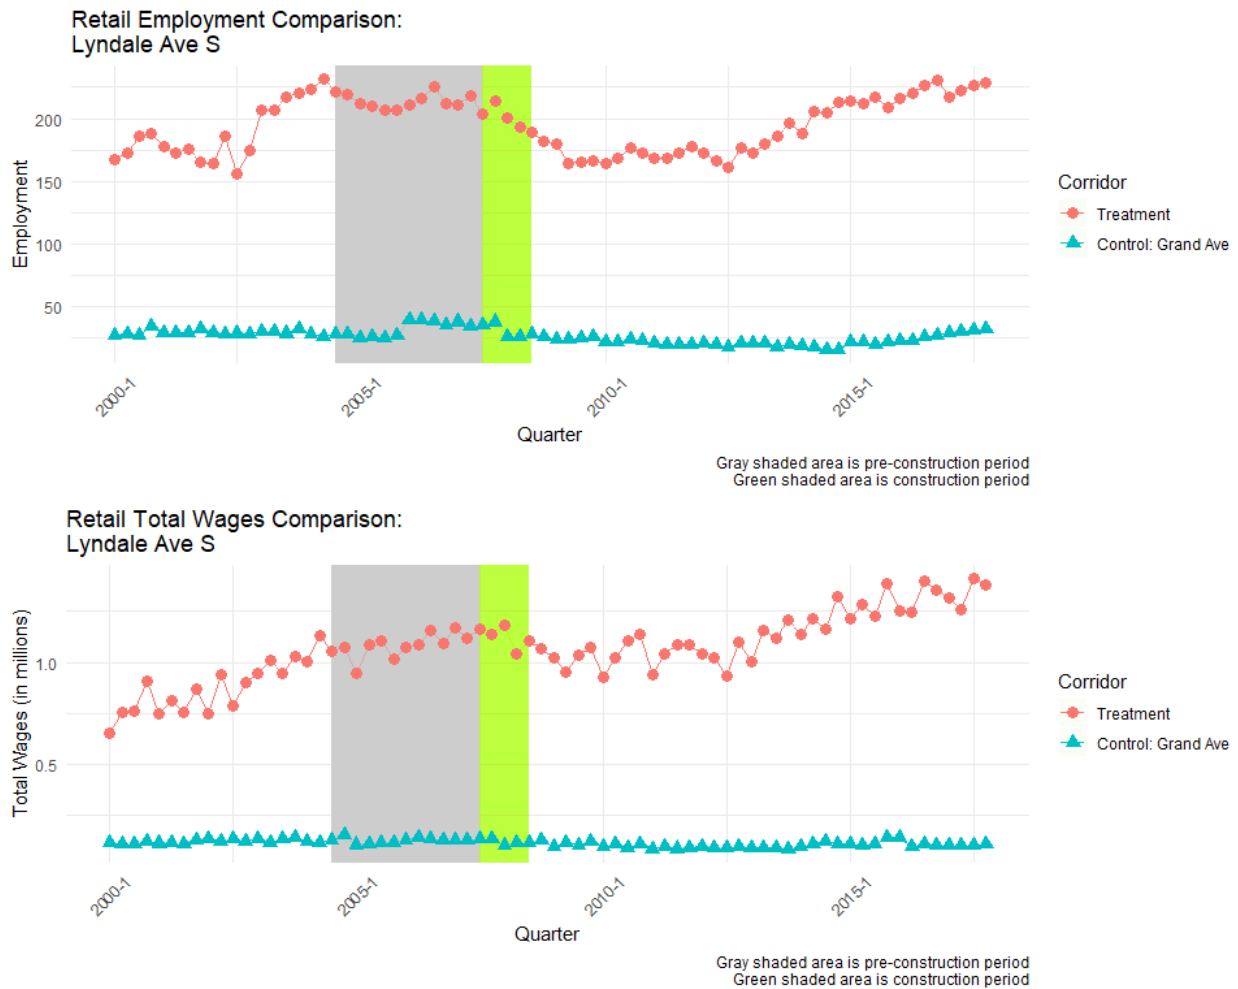 Retail Employment Comparison:
Lyndale Ave S
Employment
200
150
100
50
2000-1
2005-1
2010-1
2015-1
Quarter
Corridor
Treatment
Control: Grand Ave
Gray shaded area is pre-construction period
Green shaded area is construction period
Retail Total Wages Comparison:
Lyndale Ave S
Total Wages (in millions)
1.0
0.5
2000-1
2005-1
2010-1
2015-1
Quarter
Corridor
Treatment
Control: Grand Ave
Gray shaded area is pre-construction period
Green shaded area is construction period